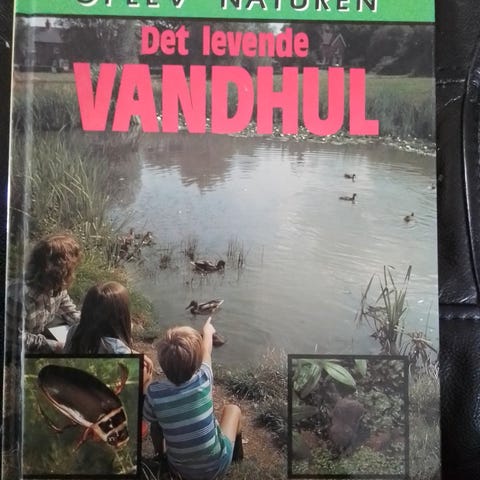 OPLEV NATUREN
Det levende
VANDHUL